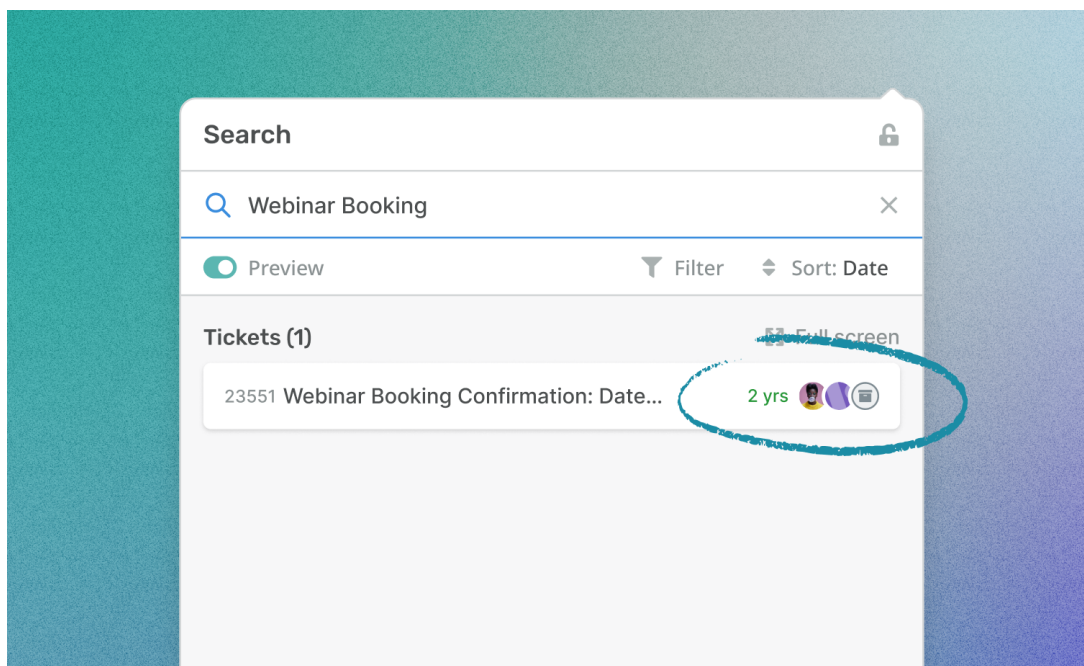 Search
Webinar Booking
Preview Filter Sort: Date
Tickets (1) Full screen
23551 Webinar Booking Confirmation: Date... 2 yrs